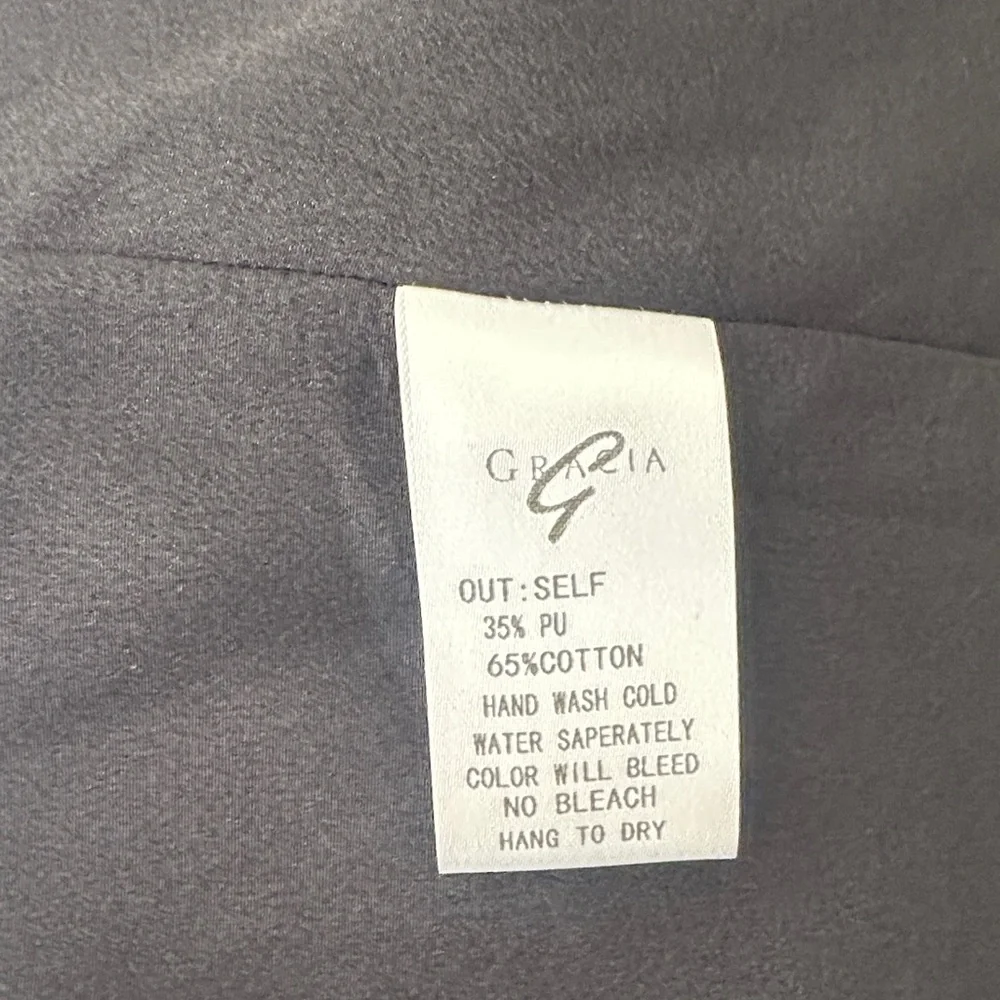 GRACIA
G
OUT:SELF
35% PU
65%COTTON
HAND WASH COLD
WATER SAPERATELY
COLOR WILL BLEED
NO BLEACH
HANG TO DRY